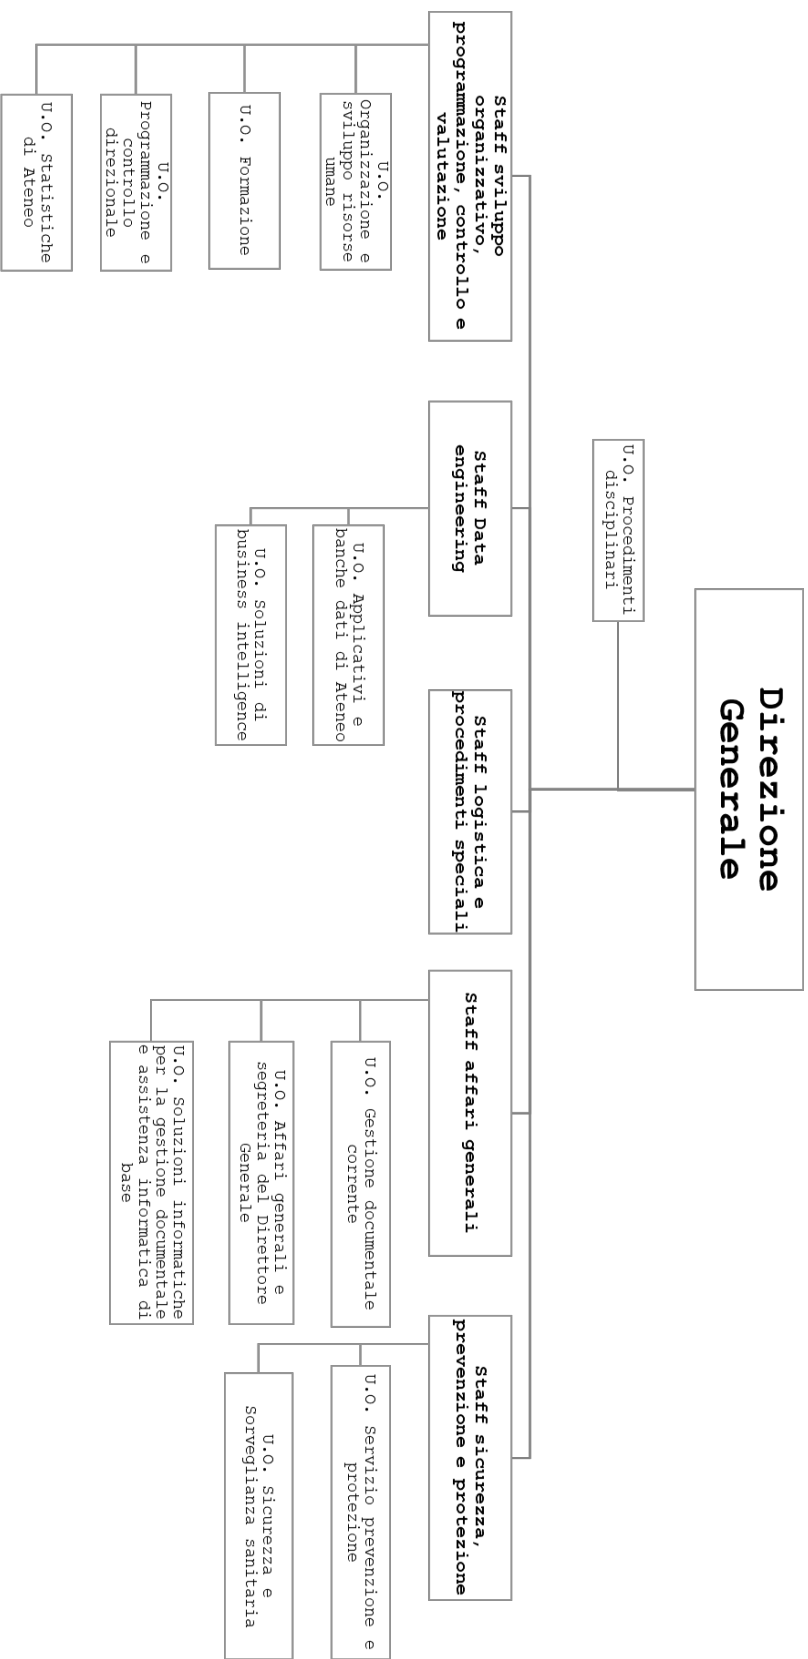 Direzione
Generale
U.O. Procedimenti
disciplinari
Staff sviluppo
organizzativo,
programmazione, controllo e
valutazione
U.O.
Organizzazione e
sviluppo risorse
umane
U.O. Formazione
U.O.
Programmazione e
controllo
direzionale
U.O. Statistiche
di Ateneo
Staff Data
engineering
U.O. Applicativi e
banche dati di Ateneo
U.O. Soluzioni di
business intelligence
Staff logistica e
procedimenti speciali
Staff affari generali
U.O. Gestione documentale
corrente
U.O. Affari generali e
segreteria del Direttore
Generale
U.O. Soluzioni informatiche
per la gestione documentale
e assistenza informatica di
base
Staff sicurezza,
prevenzione e protezione
U.O. Servizio prevenzione e
protezione
U.O. Sicurezza e
Sorveglianza sanitaria